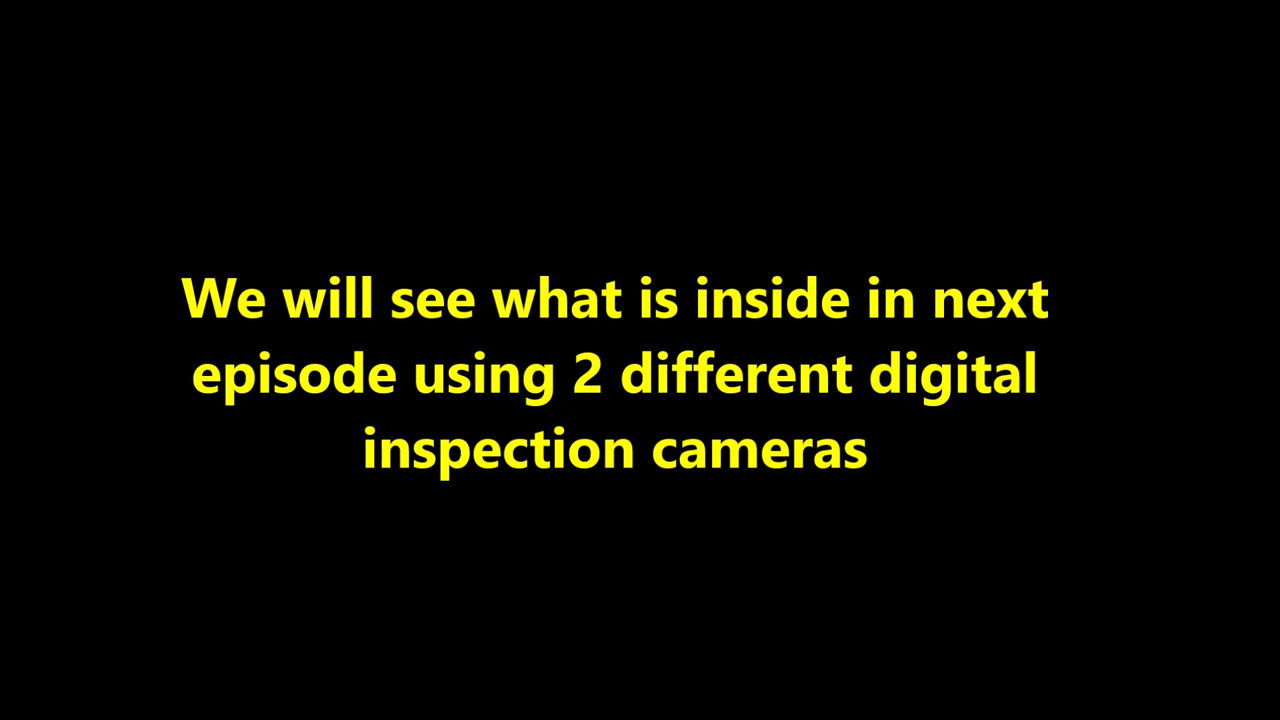 We will see what is inside in next
episode using 2 different digital
inspection cameras